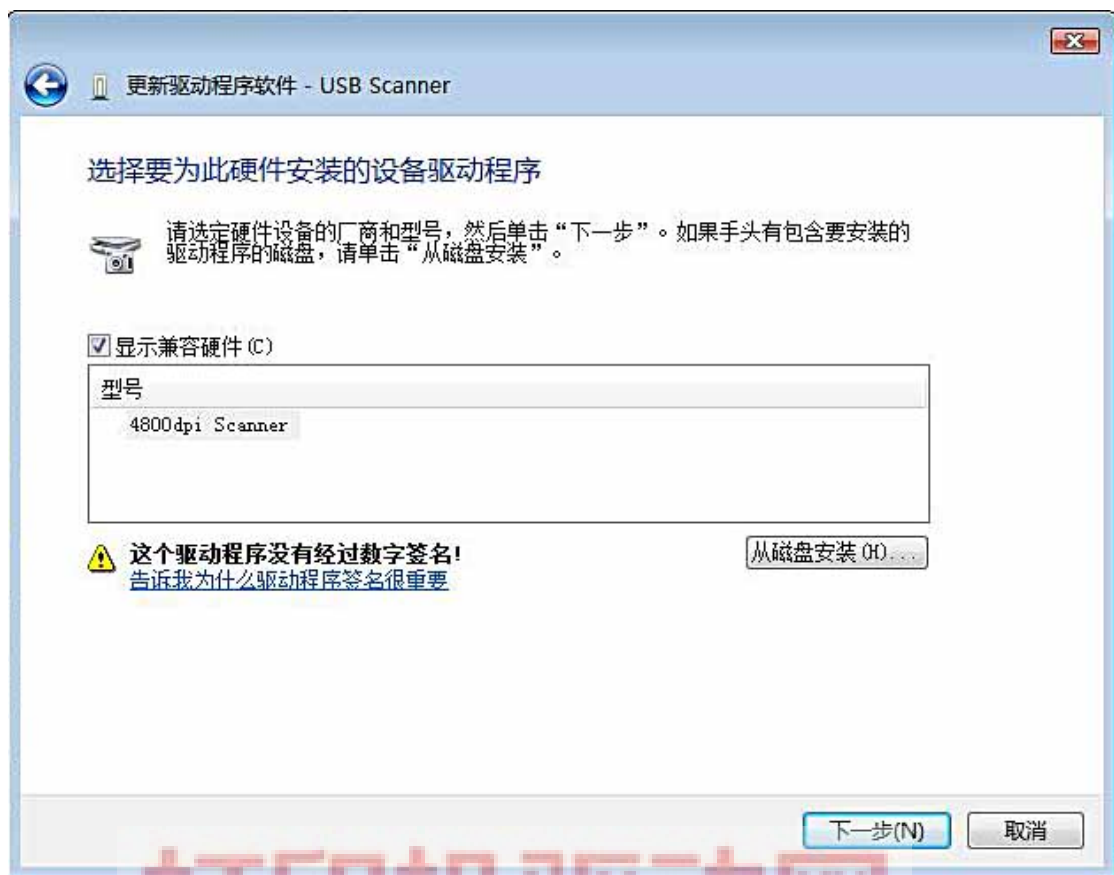 更新驱动程序软件 - USB Scanner
选择要为此硬件安装的设备驱动程序
请选定硬件设备的厂商和型号，然后单击“下一步”。如果手头有包含要安装的
驱动程序的磁盘，请单击“从磁盘安装”。
显示兼容硬件(C)
型号
4800dpi Scanner
这个驱动程序没有经过数字签名!
从磁盘安装(H)...
告诉我为什么驱动程序签名很重要
下一步(N)
取消
打印机驱动网